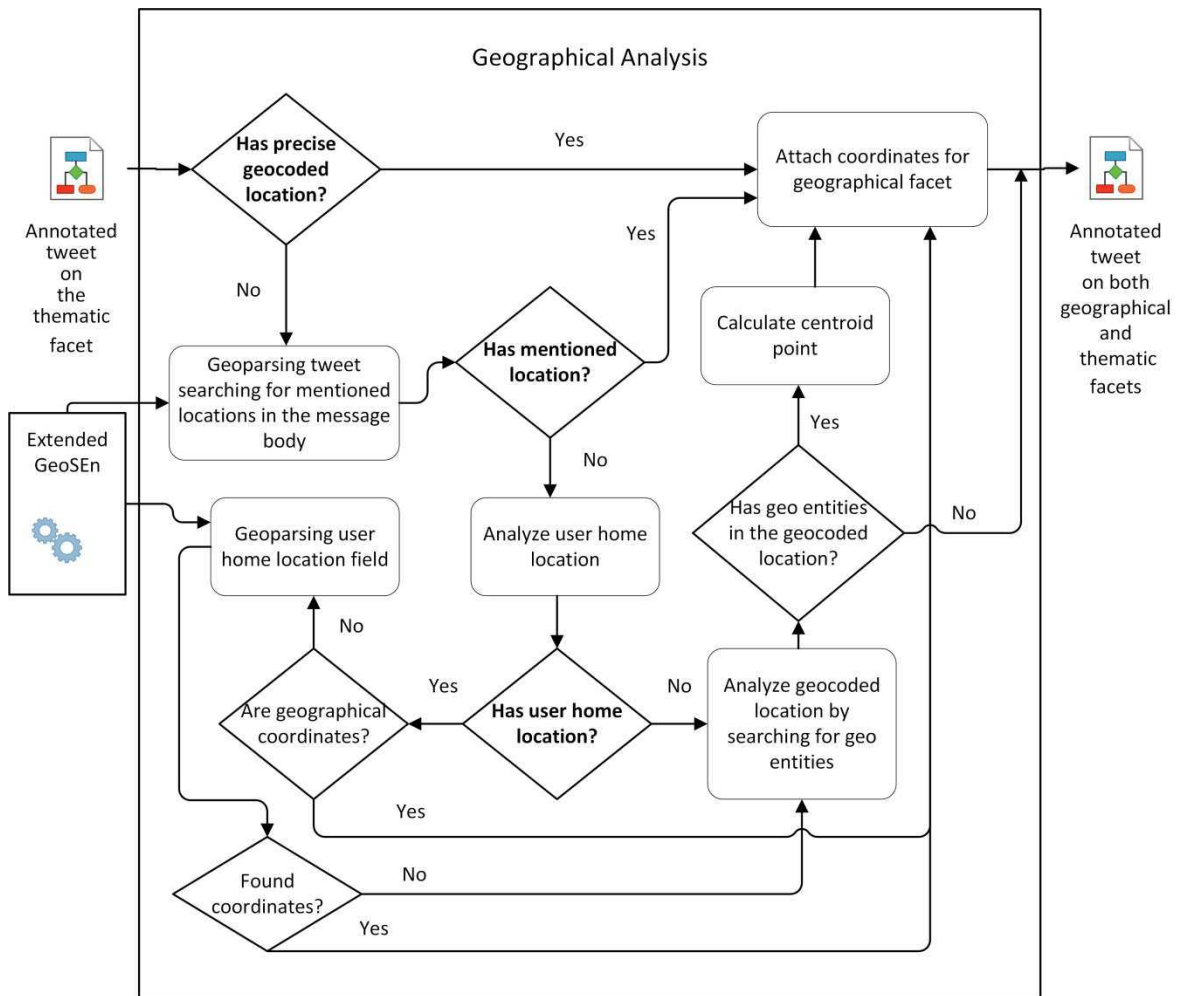 Geographical Analysis
Annotated
tweet
on
the
thematic
facet
Has precise
geocoded
location?
Yes
Attach coordinates for
geographical facet
Annotated
tweet
on both
geographical
and
thematic
facets
No
Yes
Geoparsing tweet
searching for mentioned
locations in the message
body
Has mentioned
location?
Calculate centroid
point
Extended
GeoSEn
No
Yes
Geoparsing user
home location field
Analyze user home
location
Has geo entities
in the geocoded
location?
No
No
Are geographical
coordinates?
Yes
Has user home
location?
No
Analyze geocoded
location by
searching for geo
entities
Yes
Found
coordinates?
No
Yes